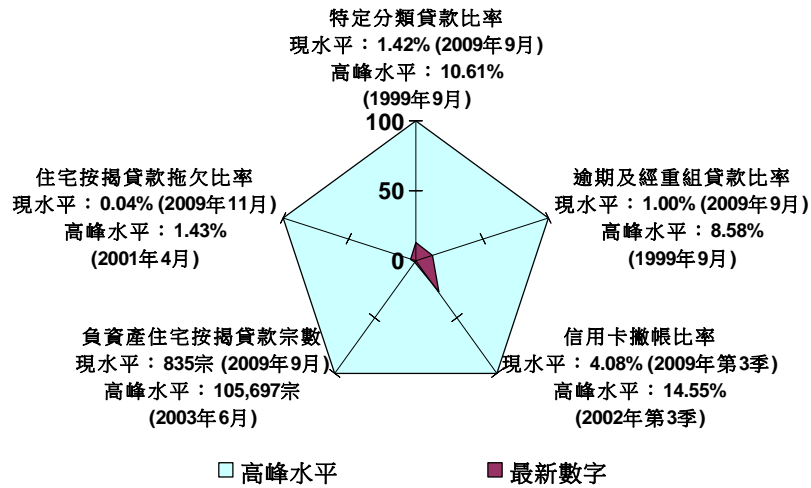 特定分類貸款比率
現水平：1.42% (2009年9月)
高峰水平：10.61%
(1999年9月)
100
住宅按揭貸款拖欠比率
現水平：0.04% (2009年11月)
高峰水平：1.43%
(2001年4月)
50
逾期及經重組貸款比率
現水平：1.00% (2009年9月)
高峰水平：8.58%
(1999年9月)
0
負資產住宅按揭貸款宗數
現水平：835宗 (2009年9月)
高峰水平：105,697宗
(2003年6月)
信用卡撇帳比率
現水平：4.08% (2009年第3季)
高峰水平：14.55%
(2002年第3季)
高峰水平
最新數字